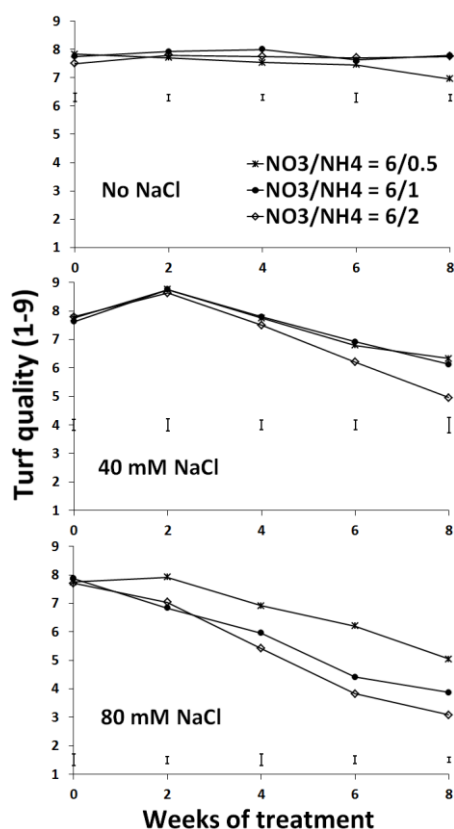 Turf quality (1-9)
9
8
7
6
5
4
3
2
1
0 2 4 6 8
No NaCl
NO3/NH4 = 6/0.5
NO3/NH4 = 6/1
NO3/NH4 = 6/2
9
8
7
6
5
4
3
2
1
0 2 4 6 8
40 mM NaCl
9
8
7
6
5
4
3
2
1
0 2 4 6 8
80 mM NaCl
Weeks of treatment